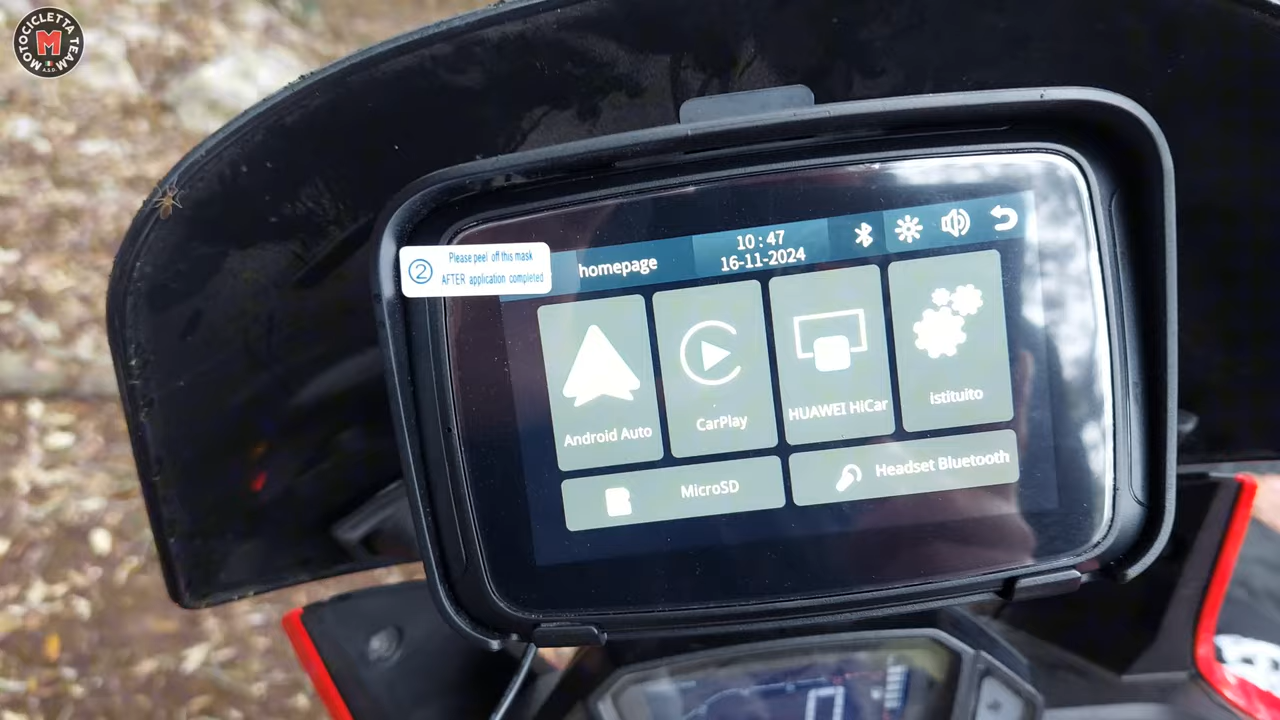 MOTOCICLETTA TEAM
M
A.S.D.
② Please peel off this mask
AFTER application completed
homepage
10:47
16-11-2024
Android Auto
CarPlay
HUAWEI HiCar
istituito
MicroSD
Headset Bluetooth